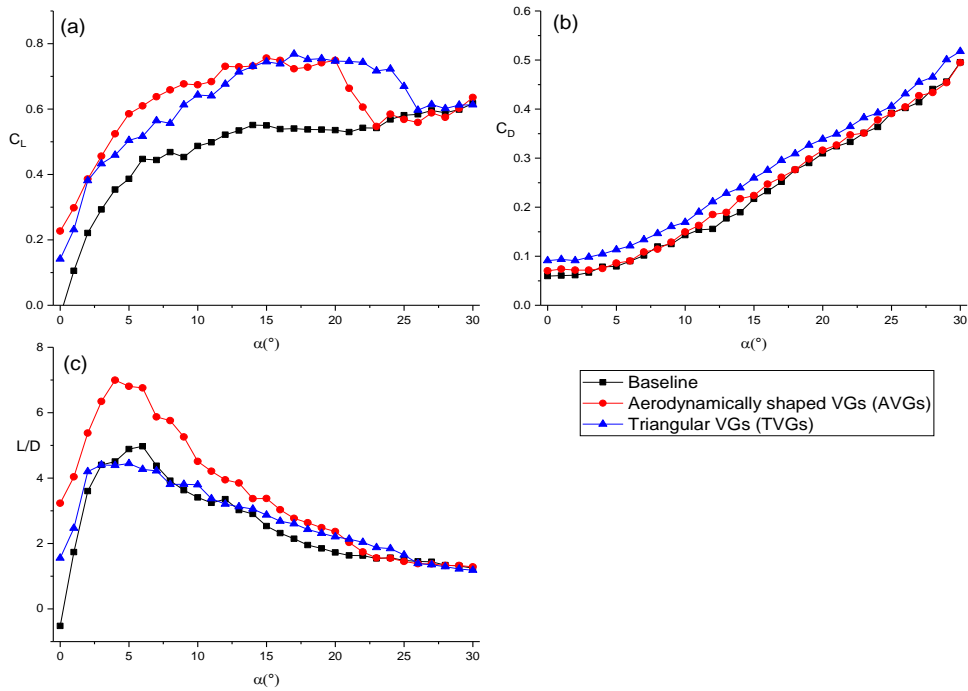 (a)
0.8
0.6
C_L
0.4
0.2
0.0
0 5 10 15 20 25 30
α(°)
(b)
0.6
0.5
0.4
C_D
0.3
0.2
0.1
0.0
0 5 10 15 20 25 30
α(°)
(c)
8
6
L/D
4
2
0
0 5 10 15 20 25 30
α(°)
Baseline
Aerodynamically shaped VGs (AVGs)
Triangular VGs (TVGs)